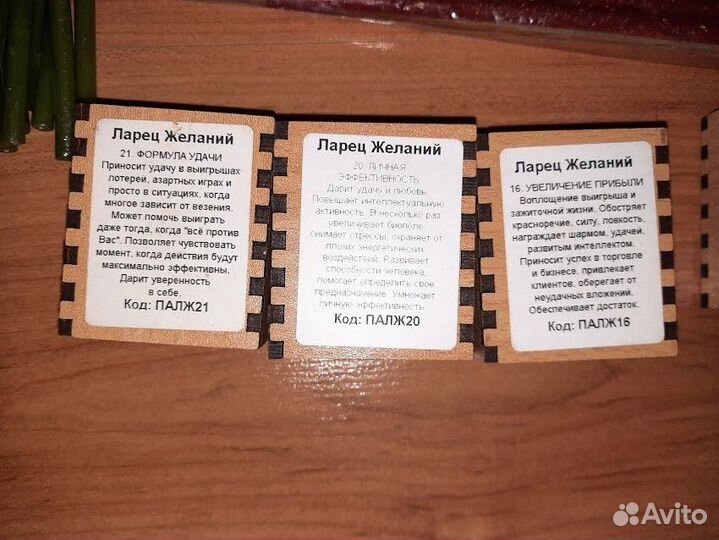 Ларец Желаний
21. ФОРМУЛА УДАЧИ
Приносит удачу в выигрышах
лотерей, азартных играх и
просто в ситуациях, когда
многое зависит от везения.
Может помочь выиграть
даже тогда, когда "всё против
Вас". Позволяет чувствовать
момент, когда действия будут
максимально эффективны.
Дарит уверенность
в себе.
Код: ПАЛЖ21
Ларец Желаний
20. ЛИЧНАЯ
ЭФФЕКТИВНОСТЬ
Дарит удачу и любовь.
Повышает интеллектуальную
активность. В несколько раз
увеличивает биополе,
снимает стрессы, охраняет от
плохих энергетических
воздействий. Развивает
способности человека,
помогает определить свое
предназначение. Умножает
личную эффективность.
Код: ПАЛЖ20
Ларец Желаний
16. УВЕЛИЧЕНИЕ ПРИБЫЛИ
Воплощение выигрыша и
зажиточной жизни. Обостряет
красноречие, силу, ловкость,
награждает шармом, удачей,
развитым интеллектом.
Приносит успех в торговле
и бизнесе, привлекает
клиентов, оберегает от
неудачных вложений.
Обеспечивает достаток.
Код: ПАЛЖ16
Avito